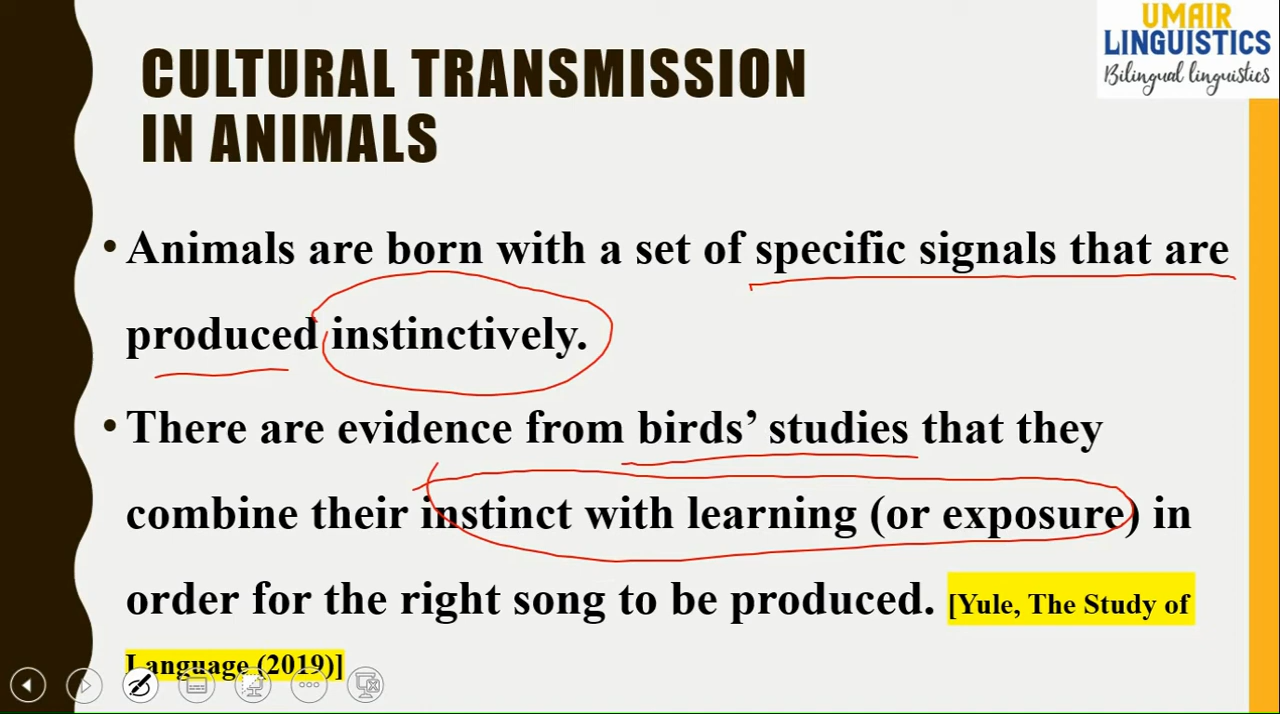 UMAIR
LINGUISTICS
Bilingual linguistics
CULTURAL TRANSMISSION
IN ANIMALS
• Animals are born with a set of specific signals that are
produced instinctively.
• There are evidence from birds’ studies that they
combine their instinct with learning (or exposure) in
order for the right song to be produced. [Yule, The Study of
Language (2019)]